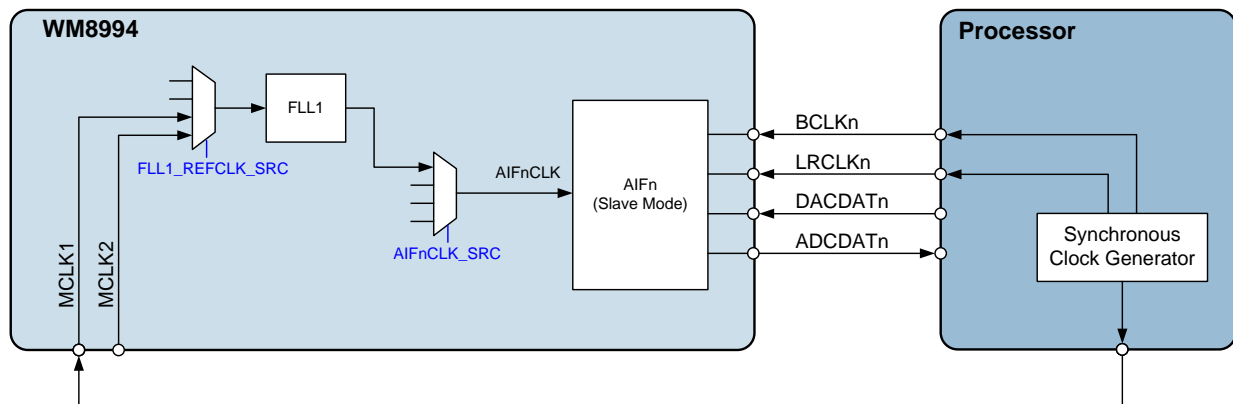 WM8994
Processor
FLL1
FLL1_REFCLK_SRC
AIFnCLK
AIFnCLK_SRC
AIFn
(Slave Mode)
BCLKn
LRCLKn
DACDATn
ADCDATn
Synchronous
Clock Generator
MCLK1
MCLK2